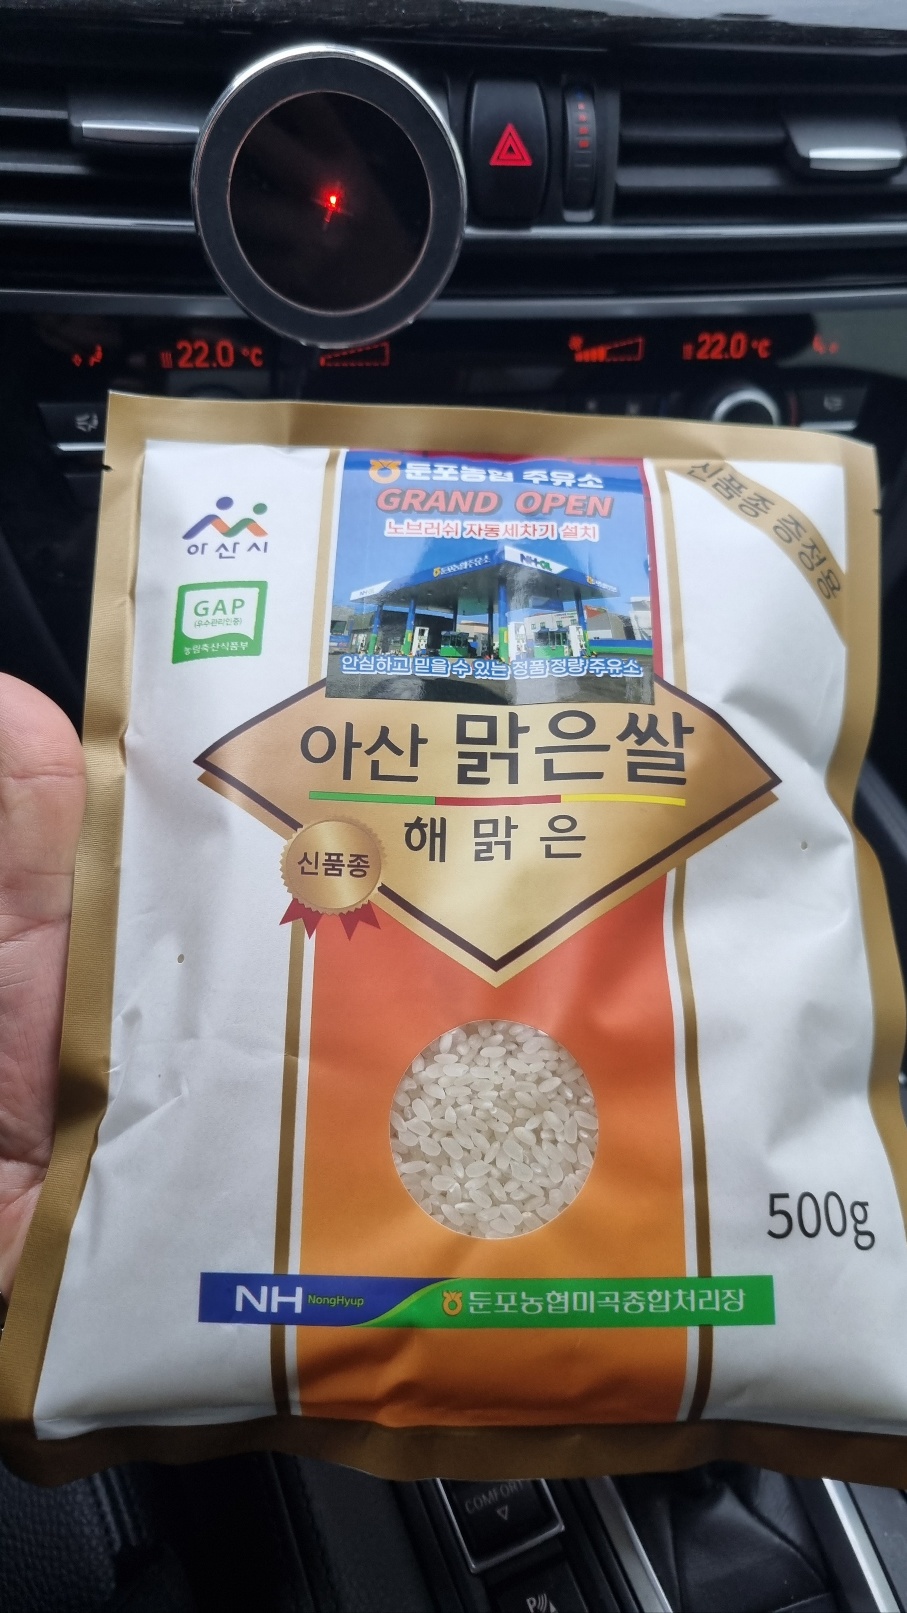 22.0 °C
22.0 °C
둔포농협 주유소
GRAND OPEN
노브러쉬 자동세차기 설치
안심하고 믿을 수 있는 정품 정량 주유소
신품종 증정용
아산시
GAP
(우수관리인증)
농림축산식품부
아산 맑은쌀
해맑은
신품종
500g
NH NongHyup 둔포농협미곡종합처리장
COMFORT
P